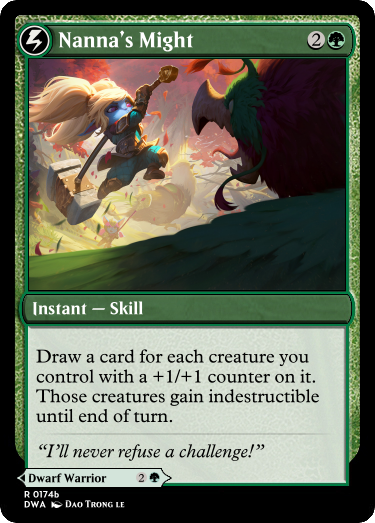 Nanna's Might 2
Instant — Skill
Draw a card for each creature you
control with a +1/+1 counter on it.
Those creatures gain indestructible
until end of turn.
“I'll never refuse a challenge!”
Dwarf Warrior 2
R 0174b
DWA DAO TRONG LE